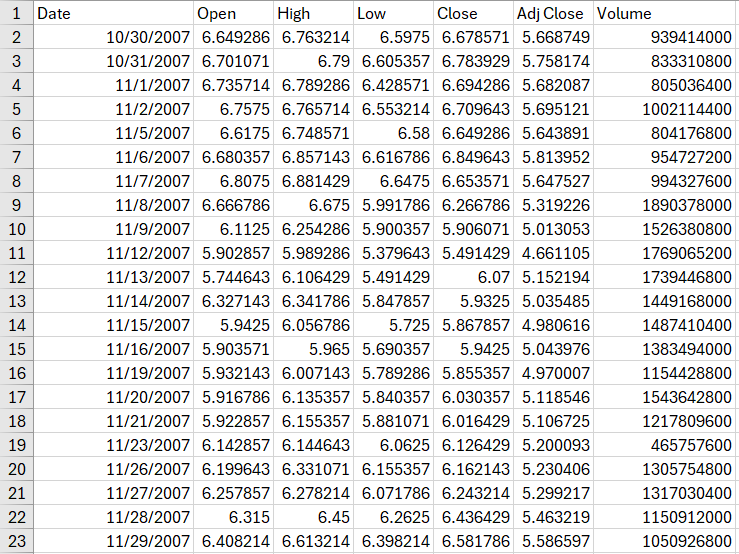 1 Date Open High Low Close Adj Close Volume
2 10/30/2007 6.649286 6.763214 6.5975 6.678571 5.668749 939414000
3 10/31/2007 6.701071 6.79 6.605357 6.783929 5.758174 833310800
4 11/1/2007 6.735714 6.789286 6.428571 6.694286 5.682087 805036400
5 11/2/2007 6.7575 6.765714 6.553214 6.709643 5.695121 1002114400
6 11/5/2007 6.6175 6.748571 6.58 6.649286 5.643891 804176800
7 11/6/2007 6.680357 6.857143 6.616786 6.849643 5.813952 954727200
8 11/7/2007 6.8075 6.881429 6.6475 6.653571 5.647527 994327600
9 11/8/2007 6.666786 6.675 5.991786 6.266786 5.319226 1890378000
10 11/9/2007 6.1125 6.254286 5.900357 5.906071 5.013053 1526380800
11 11/12/2007 5.902857 5.989286 5.379643 5.491429 4.661105 1769065200
12 11/13/2007 5.744643 6.106429 5.491429 6.07 5.152194 1739446800
13 11/14/2007 6.327143 6.341786 5.847857 5.9325 5.035485 1449168000
14 11/15/2007 5.9425 6.056786 5.725 5.867857 4.980616 1487410400
15 11/16/2007 5.903571 5.965 5.690357 5.9425 5.043976 1383494000
16 11/19/2007 5.932143 6.007143 5.789286 5.855357 4.970007 1154428800
17 11/20/2007 5.916786 6.135357 5.840357 6.030357 5.118546 1543642800
18 11/21/2007 5.922857 6.155357 5.881071 6.016429 5.106725 1217809600
19 11/23/2007 6.142857 6.144643 6.0625 6.126429 5.200093 465757600
20 11/26/2007 6.199643 6.331071 6.155357 6.162143 5.230406 1305754800
21 11/27/2007 6.257857 6.278214 6.071786 6.243214 5.299217 1317030400
22 11/28/2007 6.315 6.45 6.2625 6.436429 5.463219 1150912000
23 11/29/2007 6.408214 6.613214 6.398214 6.581786 5.586597 1050926800